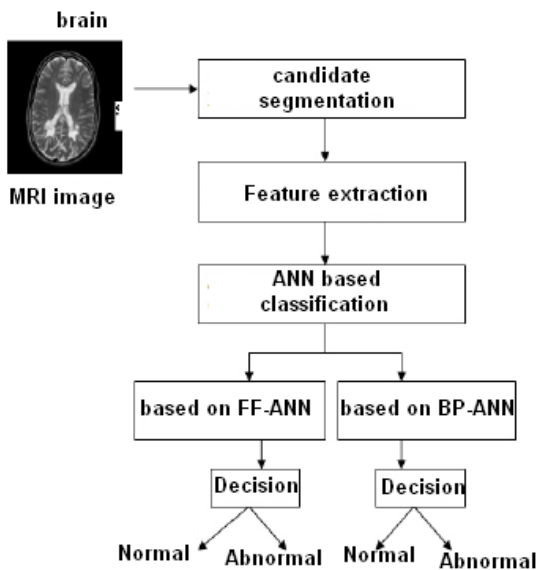 brain
MRI image
candidate
segmentation
Feature extraction
ANN based
classification
based on FF-ANN
based on BP-ANN
Decision
Decision
Normal
Abnormal
Normal
Abnormal